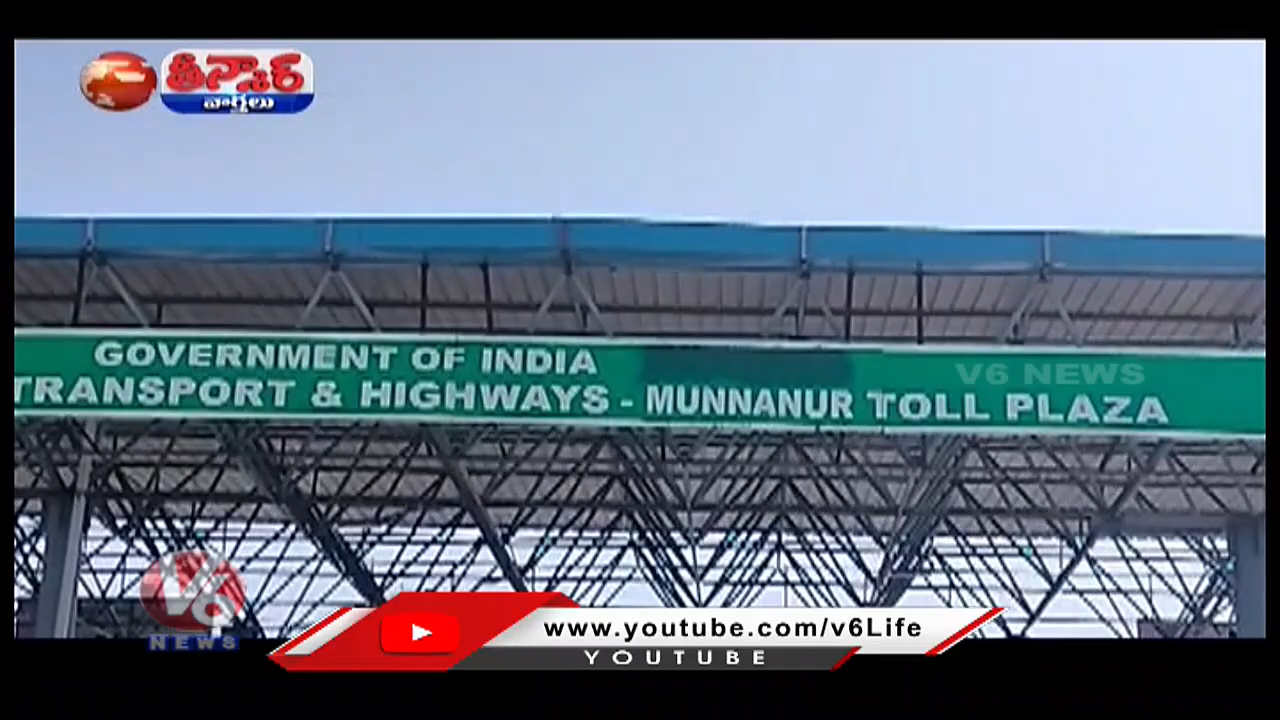 తీన్మార్
వార్తలు
GOVERNMENT OF INDIA
TRANSPORT & HIGHWAYS - MUNNANUR TOLL PLAZA
V6 NEWS
V6
NEWS
www.youtube.com/v6Life
YOUTUBE